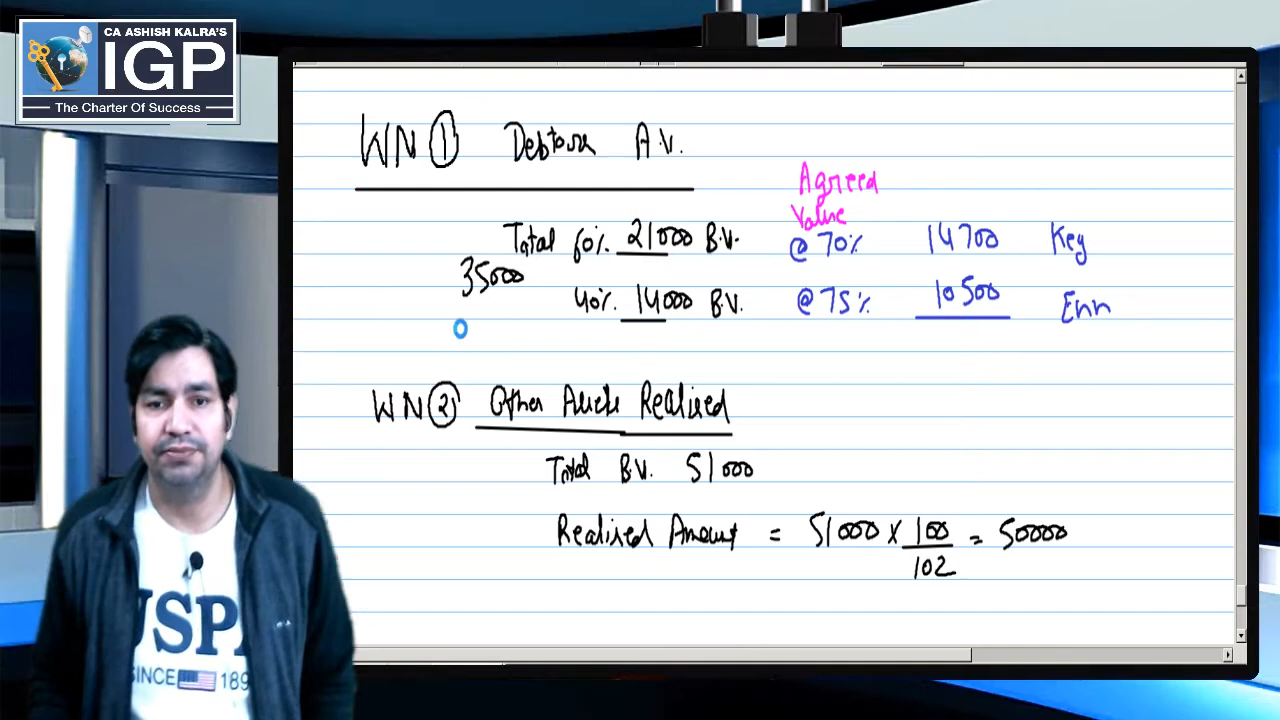 CA ASHISH KALRA'S
IGP
The Charter Of Success
WN ① Debtors A.V.
Agreed
Value
Total 60% 21000 B.V. @ 70% 14700 Key
35000
40% 14000 B.V. @ 75% 10500 Enn
WN ② Other Assets Realised
Total B.V. 51000
Realised Amount = 51000 × 100/102 = 50000
USPA
SINCE 189